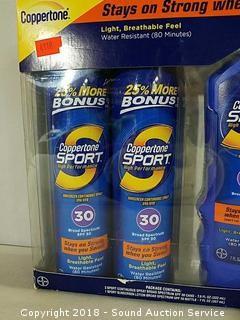 Coppertone
Stays on Strong when
Light, Breathable Feel
Water Resistant (80 Minutes)
25% MORE
BONUS
Coppertone
SPORT
High Performance
30
Broad Spectrum
SPF 30
Stays on Strong
when you Sweat
Light,
Breathable Feel
Water Resistant
(80 Minutes)
25% MORE
BONUS
Coppertone
SPORT
High Performance
30
Broad Spectrum
SPF 30
Stays on Strong
when you Sweat
Light,
Breathable Feel
Water Resistant
(80 Minutes)
PACKAGE CONTAINS:
Copyright 2018 - Sound Auction Service